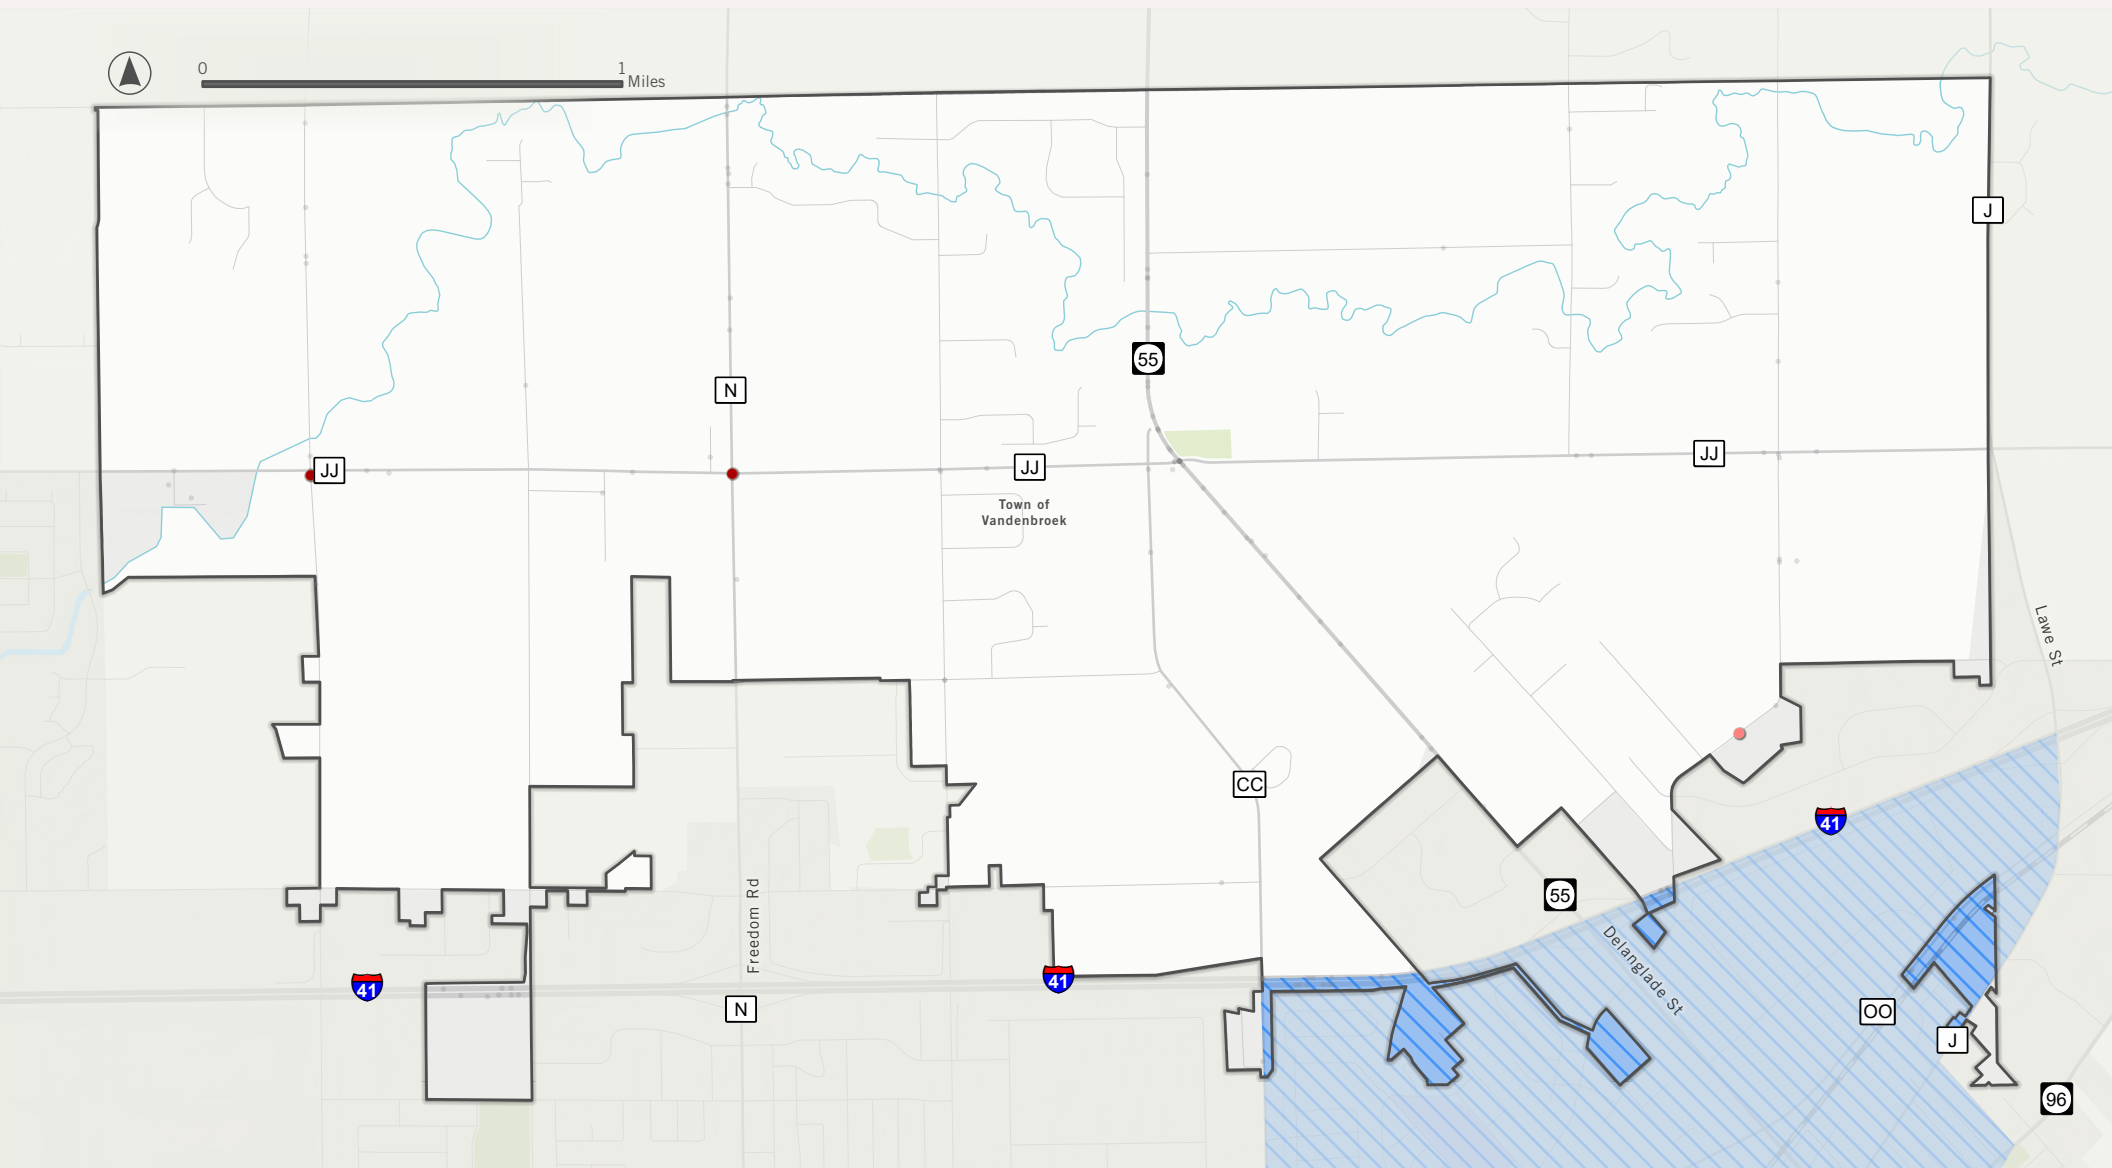 0
1
Miles
J
55
N
JJ
JJ
JJ
Town of
Vandenbroek
Lawe St
CC
41
55
Freedom Rd
Delanglade St
41
41
N
OO
J
96